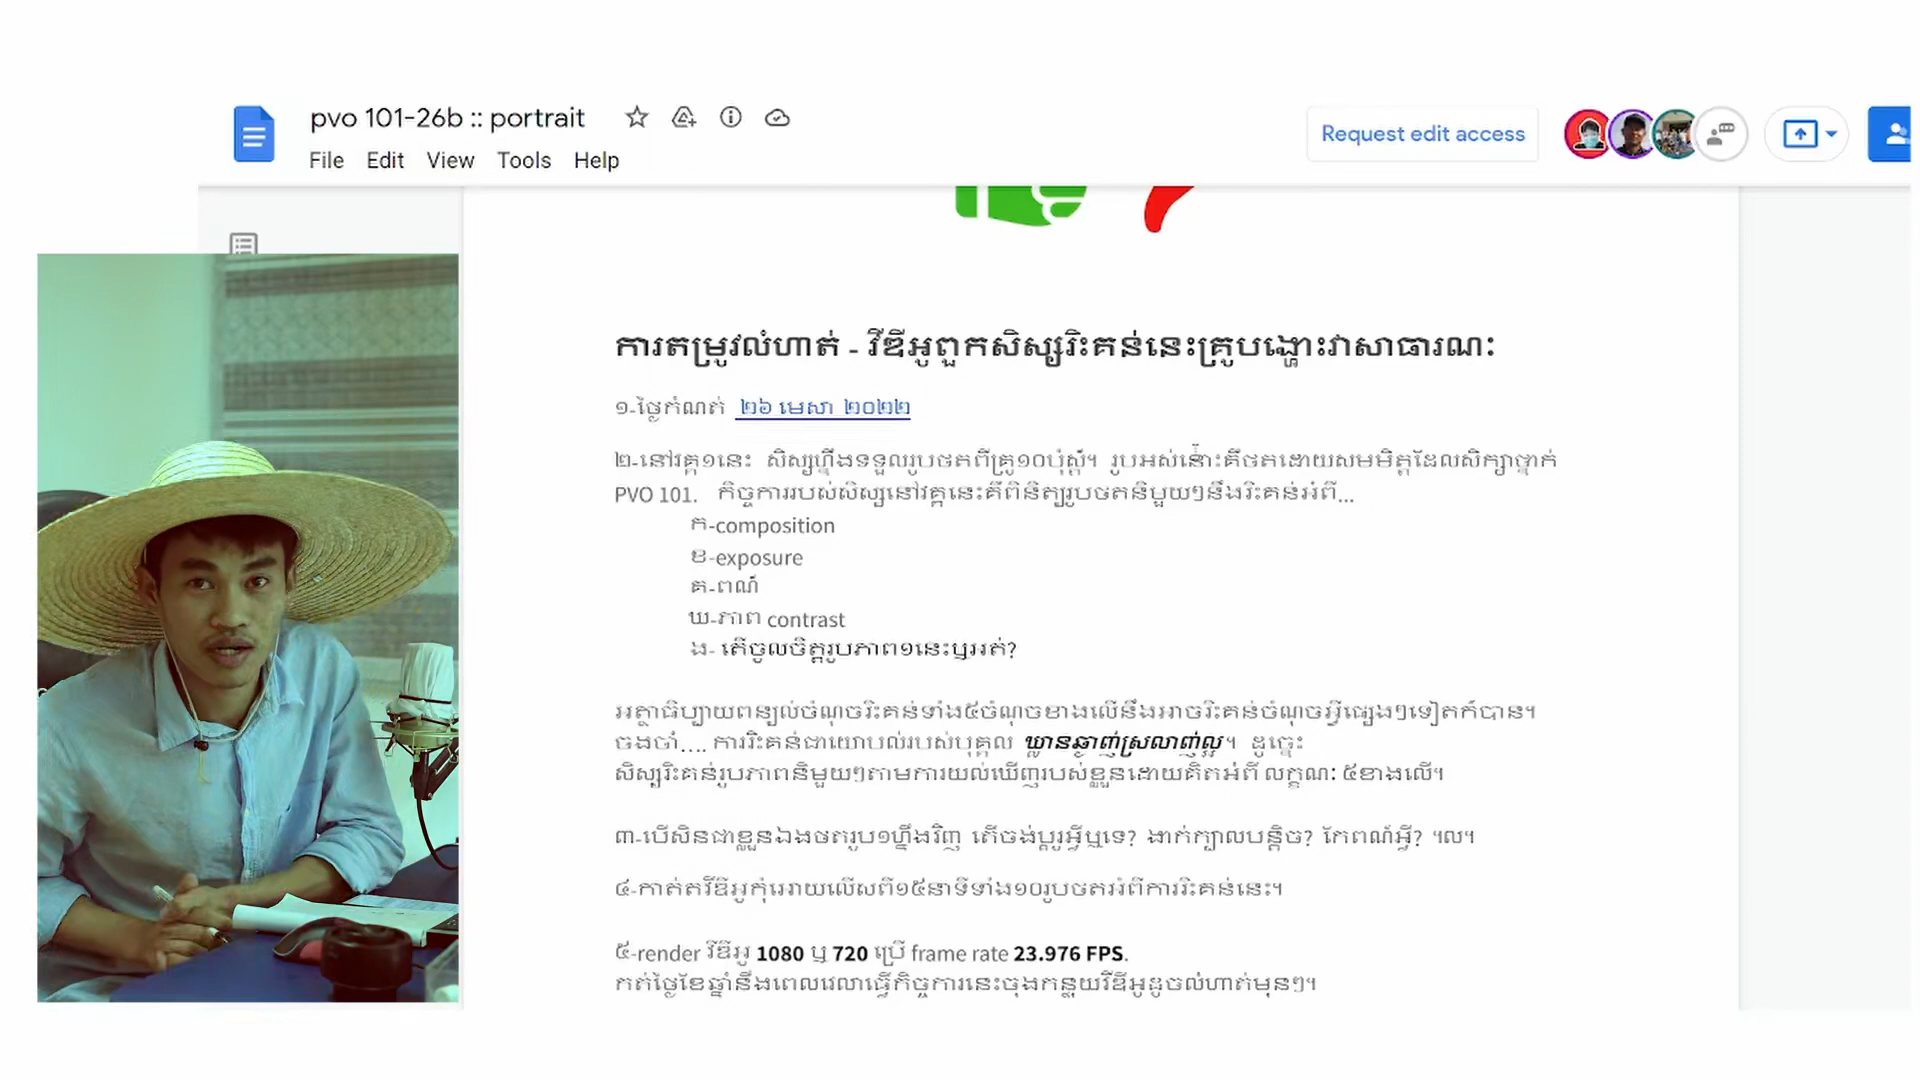 pvo 101-26b :: portrait
File Edit View Tools Help
Request edit access
ការតម្រូវលំហាត់ - វីឌីអូពួកសិស្សរិះគន់នេះគ្រូបង្ហោះវាសាធារណៈ
១-ថ្ងៃកំណត់ ២៦ មេសា ២០២២
២-នៅវគ្គ១នេះ សិស្សហ្នឹងទទួលរូបថតពីគ្រូ១០ប៉ុស្តិ៍។ រូបអស់នោះគឺថតដោយសមមិត្តដែលសិក្សាថ្នាក់
PVO 101. កិច្ចការរបស់សិស្សនៅវគ្គនេះគឺពិនិត្យរូបថតនិមួយៗនឹងរិះគន់អំពី...
ក-composition
ខ-exposure
គ-ពណ៌
ឃ-ភាព contrast
ង- តើចូលចិត្តរូបភាព១នេះឬអត់?
អត្ថាធិប្បាយពន្យល់ចំណុចរិះគន់ទាំង៥ចំណុចខាងលើនឹងអាចរិះគន់ចំណុចអ្វីផ្សេងៗទៀតក៏បាន។
ចងចាំ.... ការរិះគន់ជាយោបល់របស់បុគ្គល ឃ្លានឆ្ងាញ់ស្រលាញ់ល្អ។ ដូច្នេះ
សិស្សរិះគន់រូបភាពនិមួយៗតាមការយល់ឃើញរបស់ខ្លួនដោយគិតអំពី លក្ខណៈ ៥ខាងលើ។
៣-បើសិនជាខ្លួនឯងថតរូប១ហ្នឹងវិញ តើចង់ប្តូរអ្វីឬទេ? ងាក់ក្បាលបន្តិច? កែពណ៌អ្វី? ។ល។
៤-កាត់តវីឌីអូកុំអោយលើសពី១៥នាទីទាំង១០រូបថតអំពីការរិះគន់នេះ។
៥-render វីឌីអូ 1080 ឬ 720 ប្រើ frame rate 23.976 FPS.
កត់ថ្ងៃខែឆ្នាំនឹងពេលវេលាធ្វើកិច្ចការនេះចុងកន្ទុយវីឌីអូដូចលំហាត់មុនៗ។